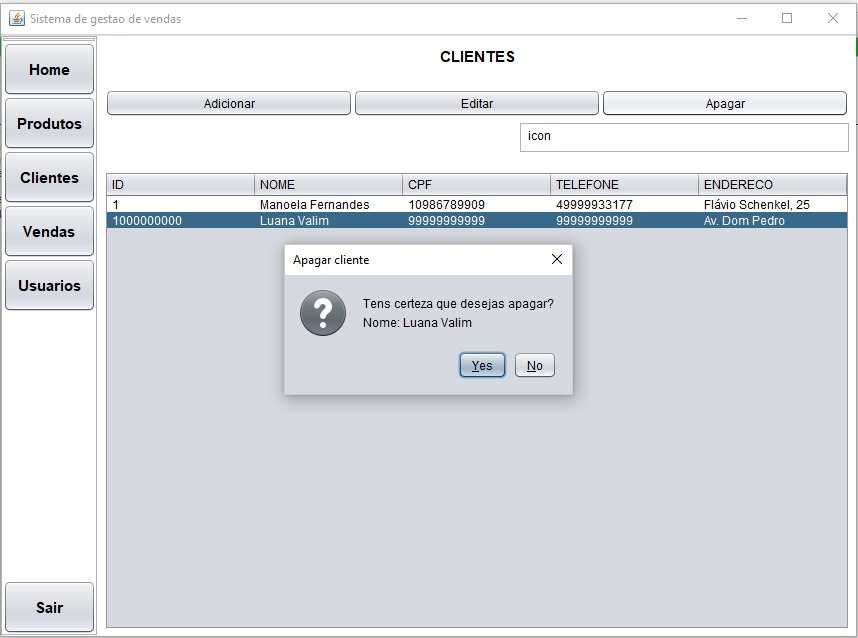 Sistema de gestao de vendas
Home
Produtos
Clientes
Vendas
Usuarios
Sair
CLIENTES
Adicionar Editar Apagar
icon
ID NOME CPF TELEFONE ENDERECO
1 Manoela Fernandes 10986789909 49999933177 Flávio Schenkel, 25
1000000000 Luana Valim 99999999999 99999999999 Av. Dom Pedro
Apagar cliente
Tens certeza que desejas apagar?
Nome: Luana Valim
Yes No